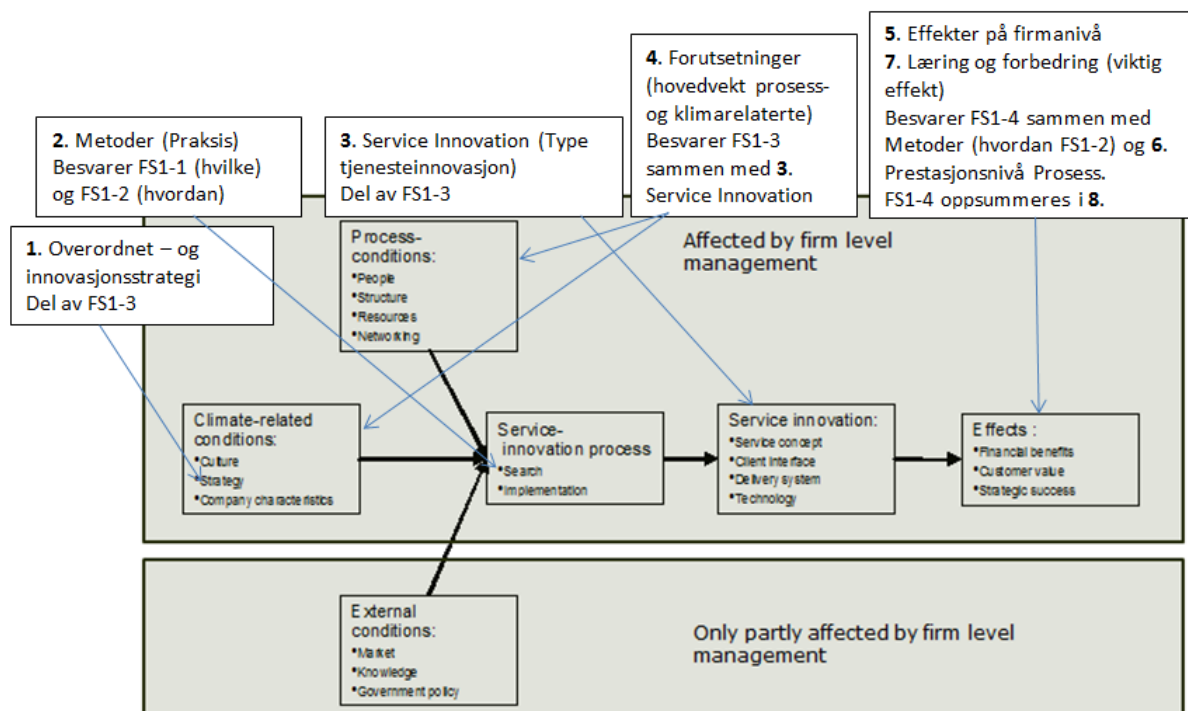 5. Effekter på firmanivå
7. Læring og forbedring (viktig
effekt)
Besvarer FS1-4 sammen med
Metoder (hvordan FS1-2) og 6.
Prestasjonsnivå Prosess.
FS1-4 oppsummeres i 8.
4. Forutsetninger
(hovedvekt prosess-
og klimarelaterte)
Besvarer FS1-3
sammen med 3.
Service Innovation
2. Metoder (Praksis)
Besvarer FS1-1 (hvilke)
og FS1-2 (hvordan)
3. Service Innovation (Type
tjenesteinnovasjon)
Del av FS1-3
1. Overordnet – og
innovasjonsstrategi
Del av FS1-3
Process-
conditions:
•People
•Structure
•Resources
•Networking
Affected by firm level
management
Climate-related
conditions:
•Culture
•Strategy
•Company characteristics
Service-
innovation process
•Search
•Implementation
Service innovation:
•Service concept
•Client interface
•Delivery system
•Technology
Effects :
•Financial benefits
•Customer value
•Strategic success
External
conditions:
•Market
•Knowledge
•Government policy
Only partly affected by firm level
management